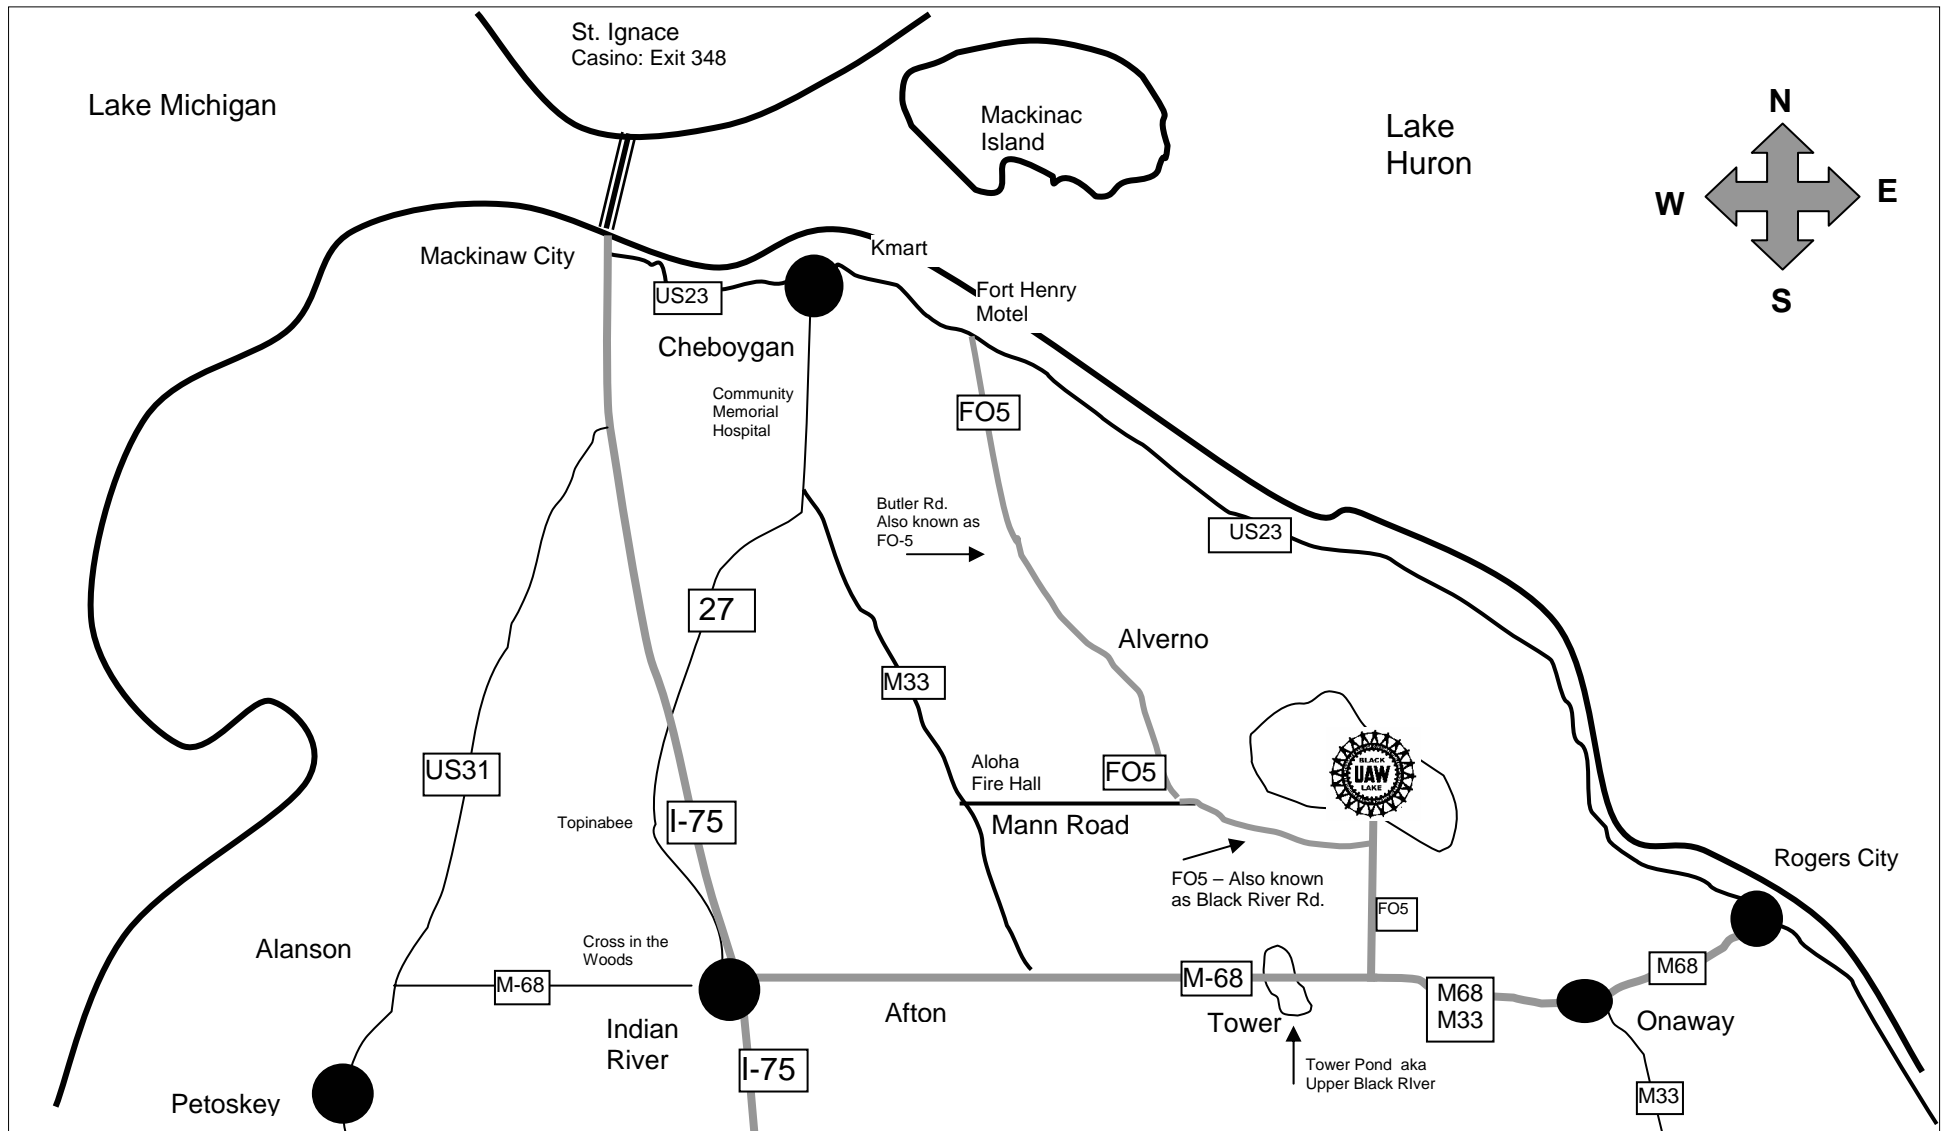 St. Ignace
Casino: Exit 348
Lake Michigan
Mackinac
Island
Lake
Huron
N
W
E
S
Mackinaw City
Kmart
US23
Fort Henry
Motel
Cheboygan
Community
Memorial
Hospital
FO5
Butler Rd.
Also known as
FO-5
US23
27
Alverno
M33
US31
Aloha
Fire Hall
FO5
BLACK
UAW
LAKE
Topinabee
I-75
Mann Road
FO5 – Also known
as Black River Rd.
Rogers City
FO5
Alanson
Cross in the
Woods
M-68
M-68
M68
M68
M33
Indian
River
Afton
Tower
Onaway
I-75
Tower Pond aka
Upper Black RIver
Petoskey
M33